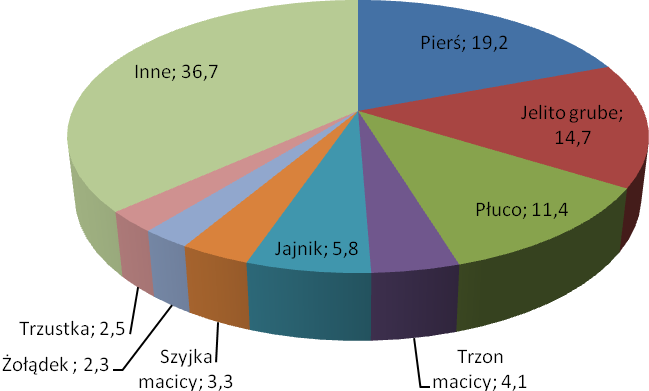 Pierś; 19,2
Jelito grube;
14,7
Płuco; 11,4
Trzon
macicy; 4,1
Jajnik; 5,8
Szyjka
macicy; 3,3
Żołądek ; 2,3
Trzustka; 2,5
Inne; 36,7